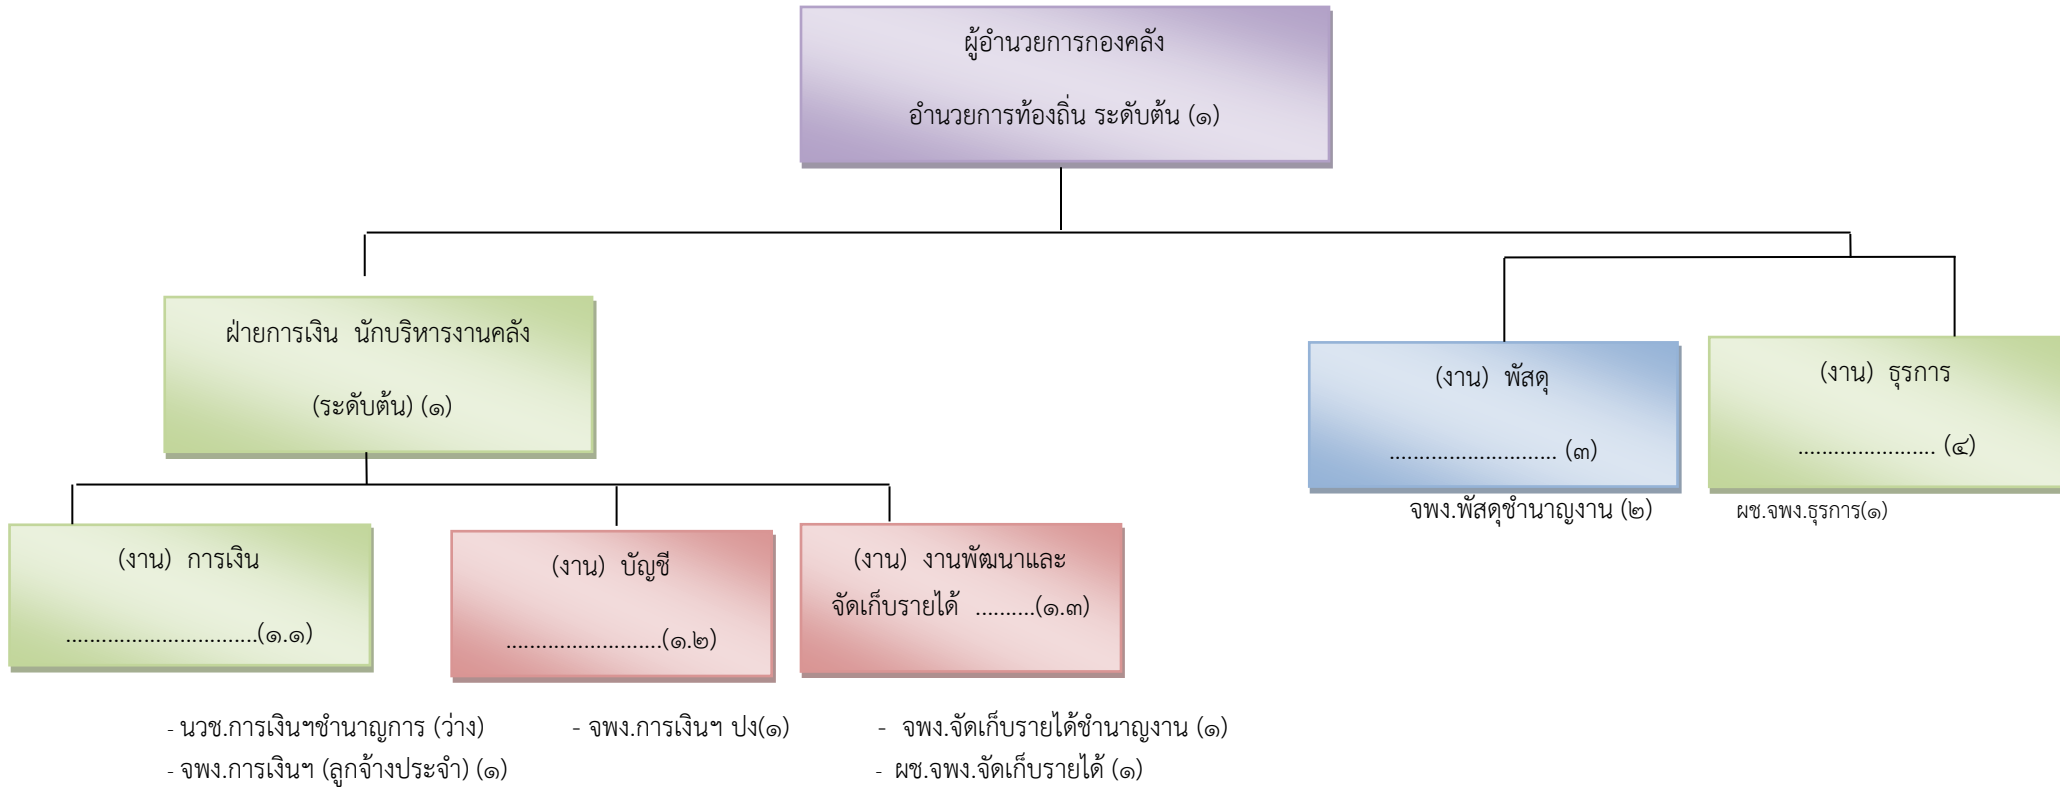 ผู้อำนวยการกองคลัง
อำนวยการท้องถิ่น ระดับต้น (๑)
ฝ่ายการเงิน นักบริหารงานคลัง
(ระดับต้น) (๑)
(งาน) พัสดุ
............................ (๓)
จพง.พัสดุชำนาญงาน (๒)
(งาน) ธุรการ
....................... (๔)
ผช.จพง.ธุรการ(๑)
(งาน) การเงิน
................................(๑.๑)
(งาน) บัญชี
..........................(๑.๒)
(งาน) งานพัฒนาและ
จัดเก็บรายได้ ..........(๑.๓)
- นวช.การเงินฯชำนาญการ (ว่าง)
- จพง.การเงินฯ (ลูกจ้างประจำ) (๑)
- จพง.การเงินฯ ปง(๑)
- จพง.จัดเก็บรายได้ชำนาญงาน (๑)
- ผช.จพง.จัดเก็บรายได้ (๑)